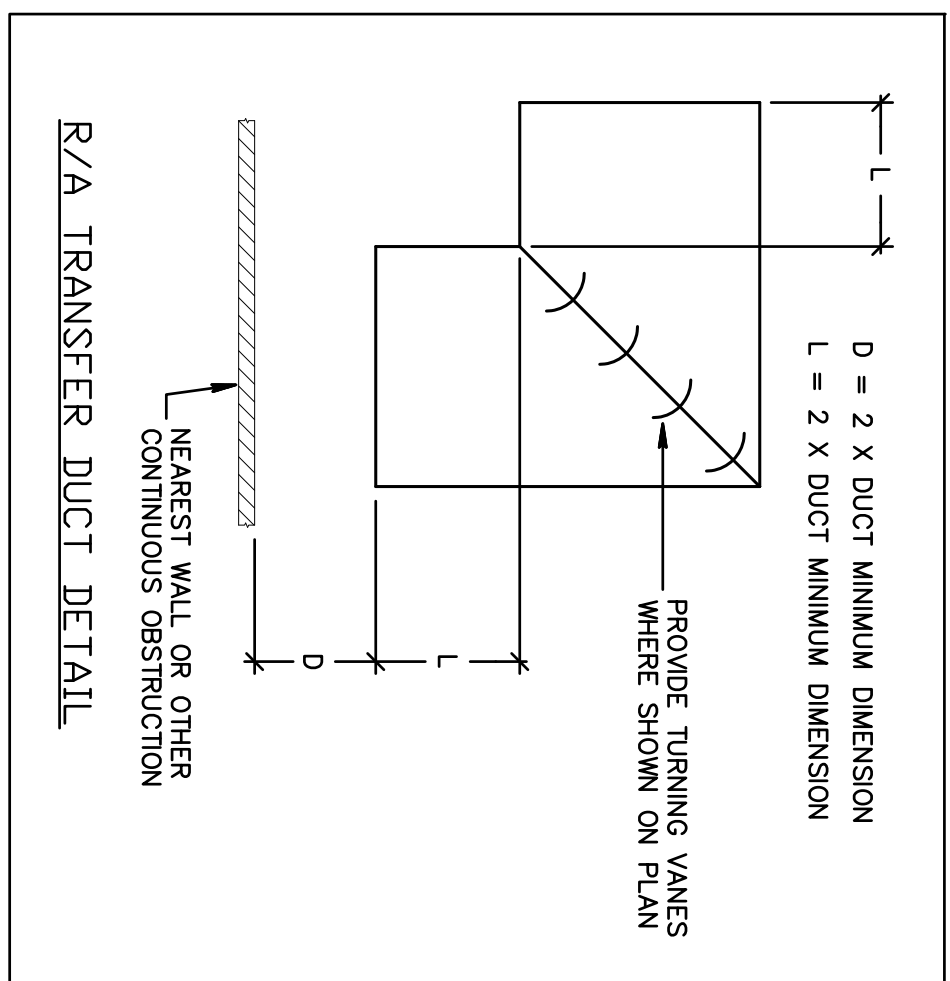 L
D = 2 X DUCT MINIMUM DIMENSION
L = 2 X DUCT MINIMUM DIMENSION
PROVIDE TURNING VANES
WHERE SHOWN ON PLAN
L
D
NEAREST WALL OR OTHER
CONTINUOUS OBSTRUCTION
R/A TRANSFER DUCT DETAIL